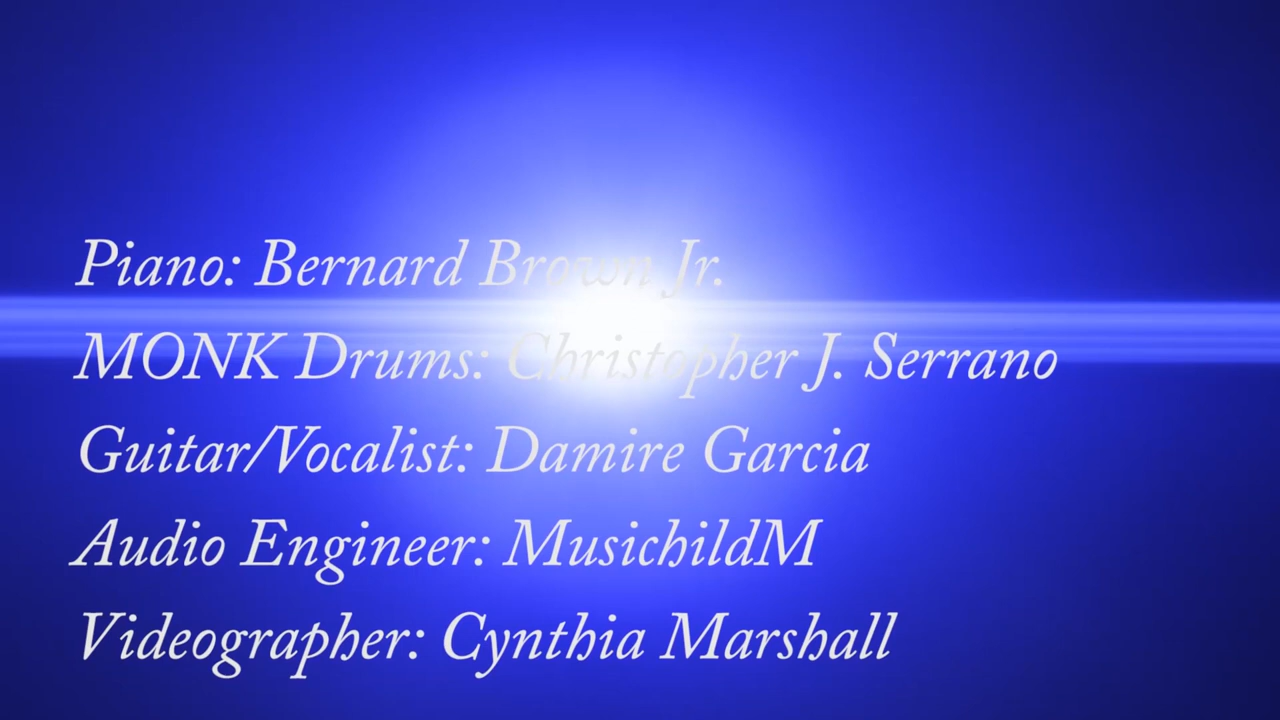 Piano: Bernard Brown Jr.
MONK Drums: Christopher J. Serrano
Guitar/Vocalist: Damire Garcia
Audio Engineer: MusichildM
Videographer: Cynthia Marshall